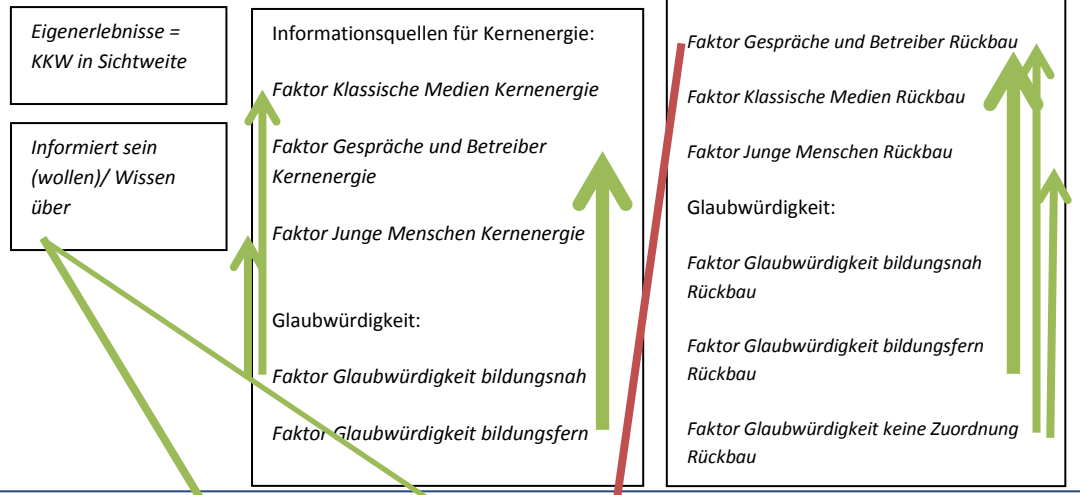 Eigenerlebnisse =
KKW in Sichtweite
Informiert sein
(wollen)/ Wissen
über
Informationsquellen für Kernenergie:
Faktor Klassische Medien Kernenergie
Faktor Gespräche und Betreiber
Kernenergie
Faktor Junge Menschen Kernenergie
Glaubwürdigkeit:
Faktor Glaubwürdigkeit bildungsnah
Faktor Glaubwürdigkeit bildungsfern
Faktor Gespräche und Betreiber Rückbau
Faktor Klassische Medien Rückbau
Faktor Junge Menschen Rückbau
Glaubwürdigkeit:
Faktor Glaubwürdigkeit bildungsnah
Rückbau
Faktor Glaubwürdigkeit bildungsfern
Rückbau
Faktor Glaubwürdigkeit keine Zuordnung
Rückbau